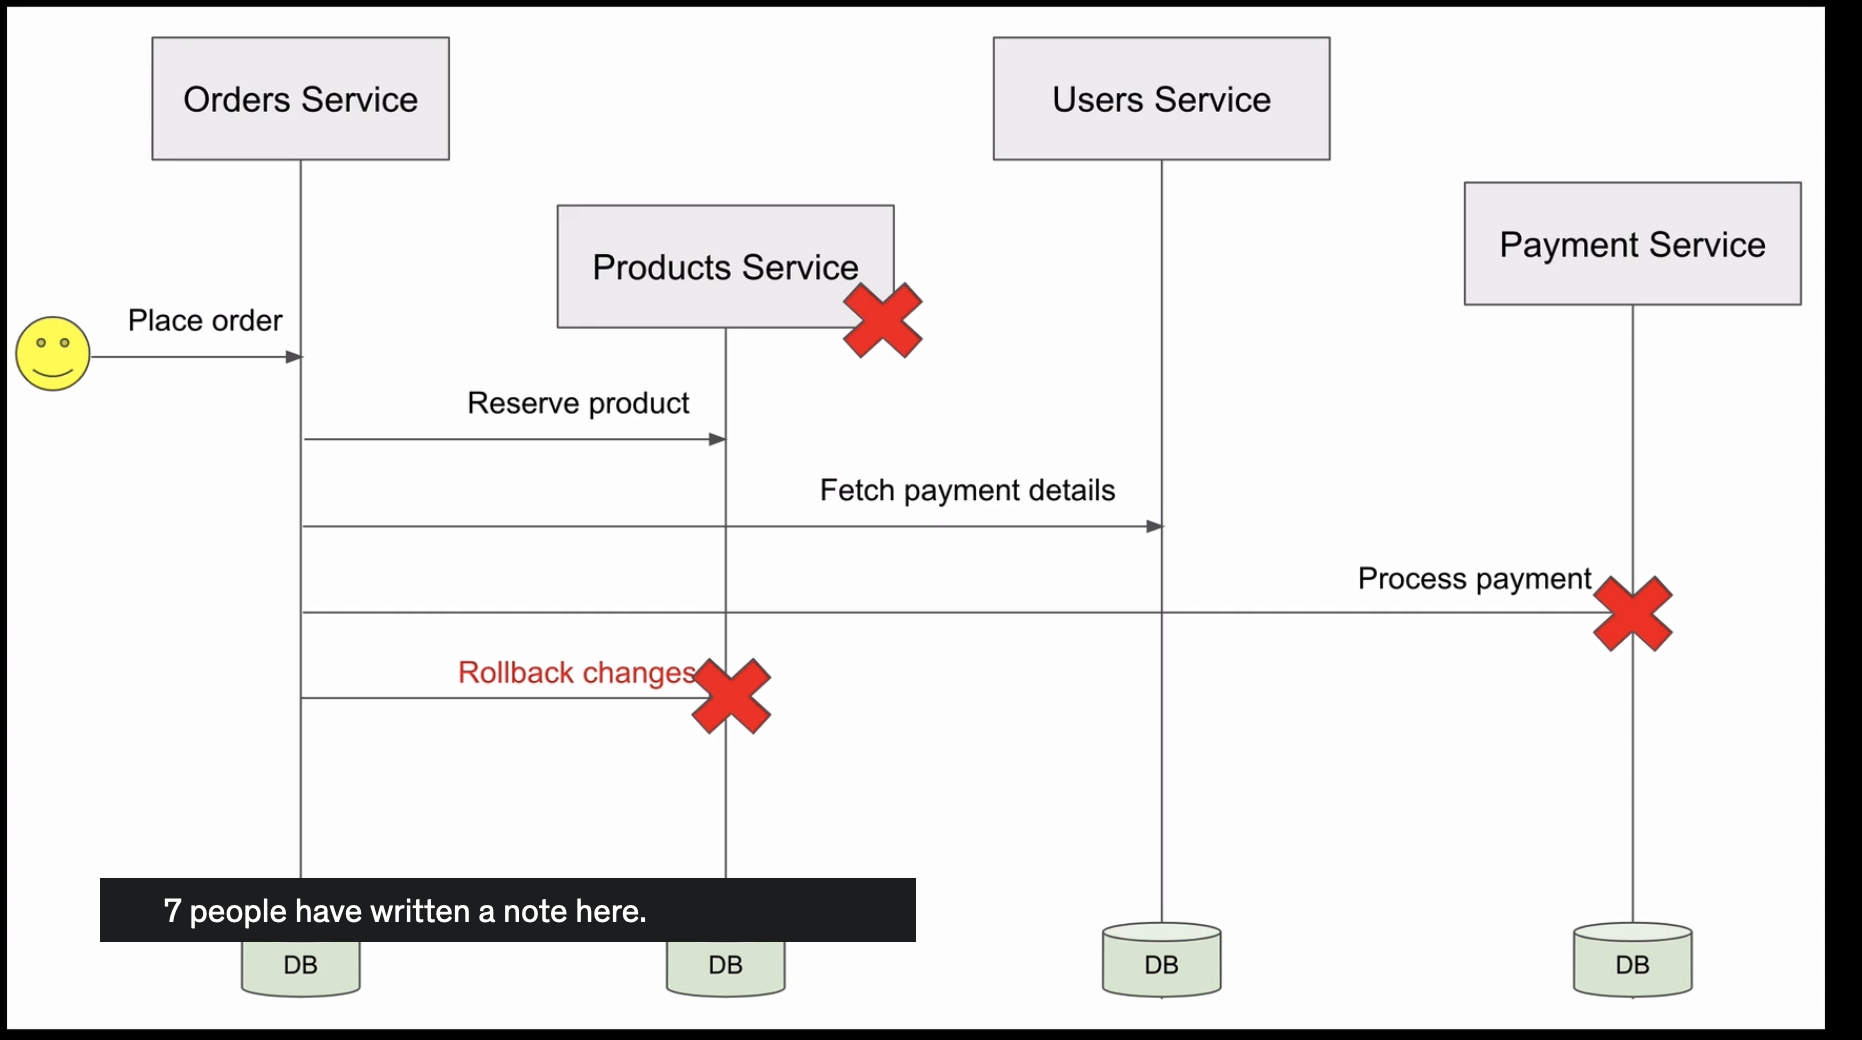 Orders Service
Users Service
Payment Service
Products Service
Place order
Reserve product
Fetch payment details
Process payment
Rollback changes
7 people have written a note here.
DB
DB
DB
DB